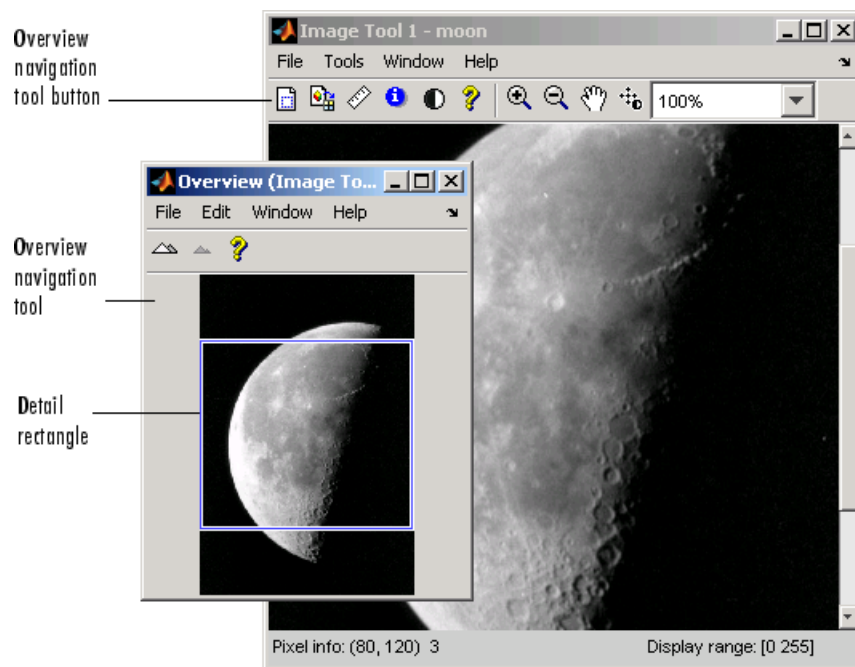 Overview
navigation
tool button
Image Tool 1 - moon
File Tools Window Help
100%
Overview (Image To...
File Edit Window Help
Overview
navigation
tool
Detail
rectangle
Pixel info: (80, 120) 3
Display range: [0 255]